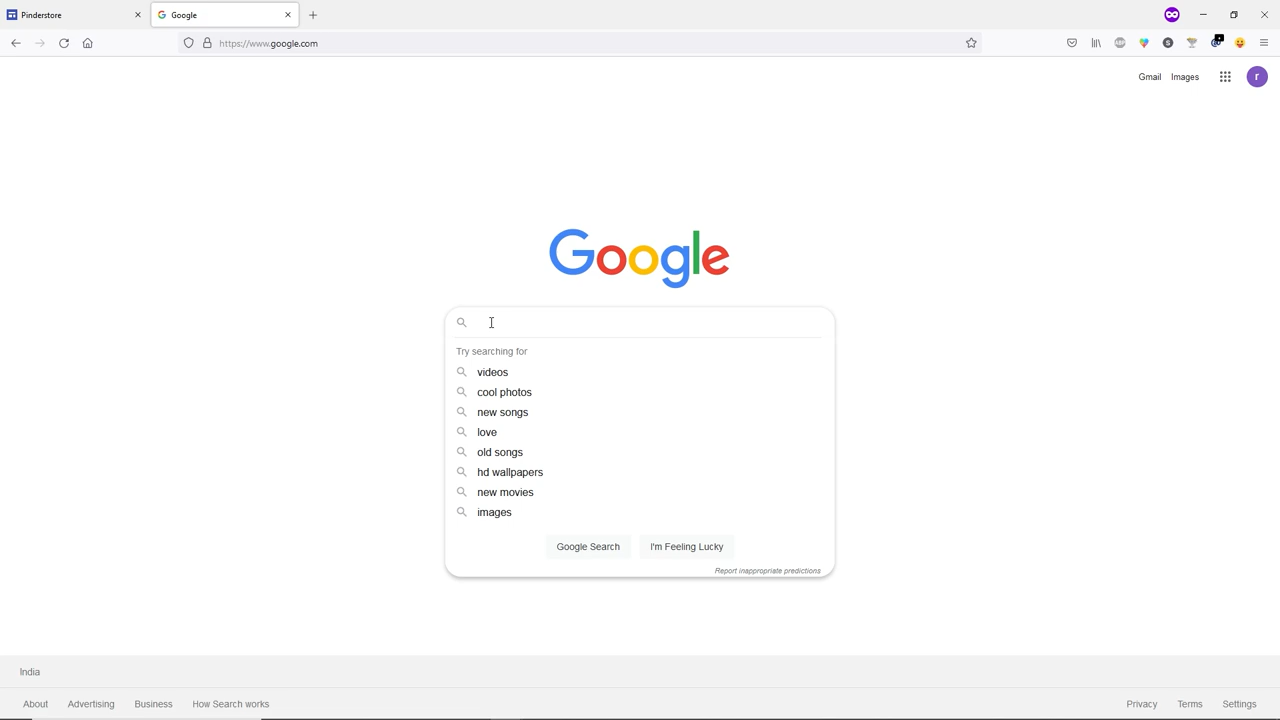 Pinderstore
Google
https://www.google.com
Gmail Images
r
Google
Try searching for
videos
cool photos
new songs
love
old songs
hd wallpapers
new movies
images
Google Search I'm Feeling Lucky
Report inappropriate predictions
India
About Advertising Business How Search works Privacy Terms Settings